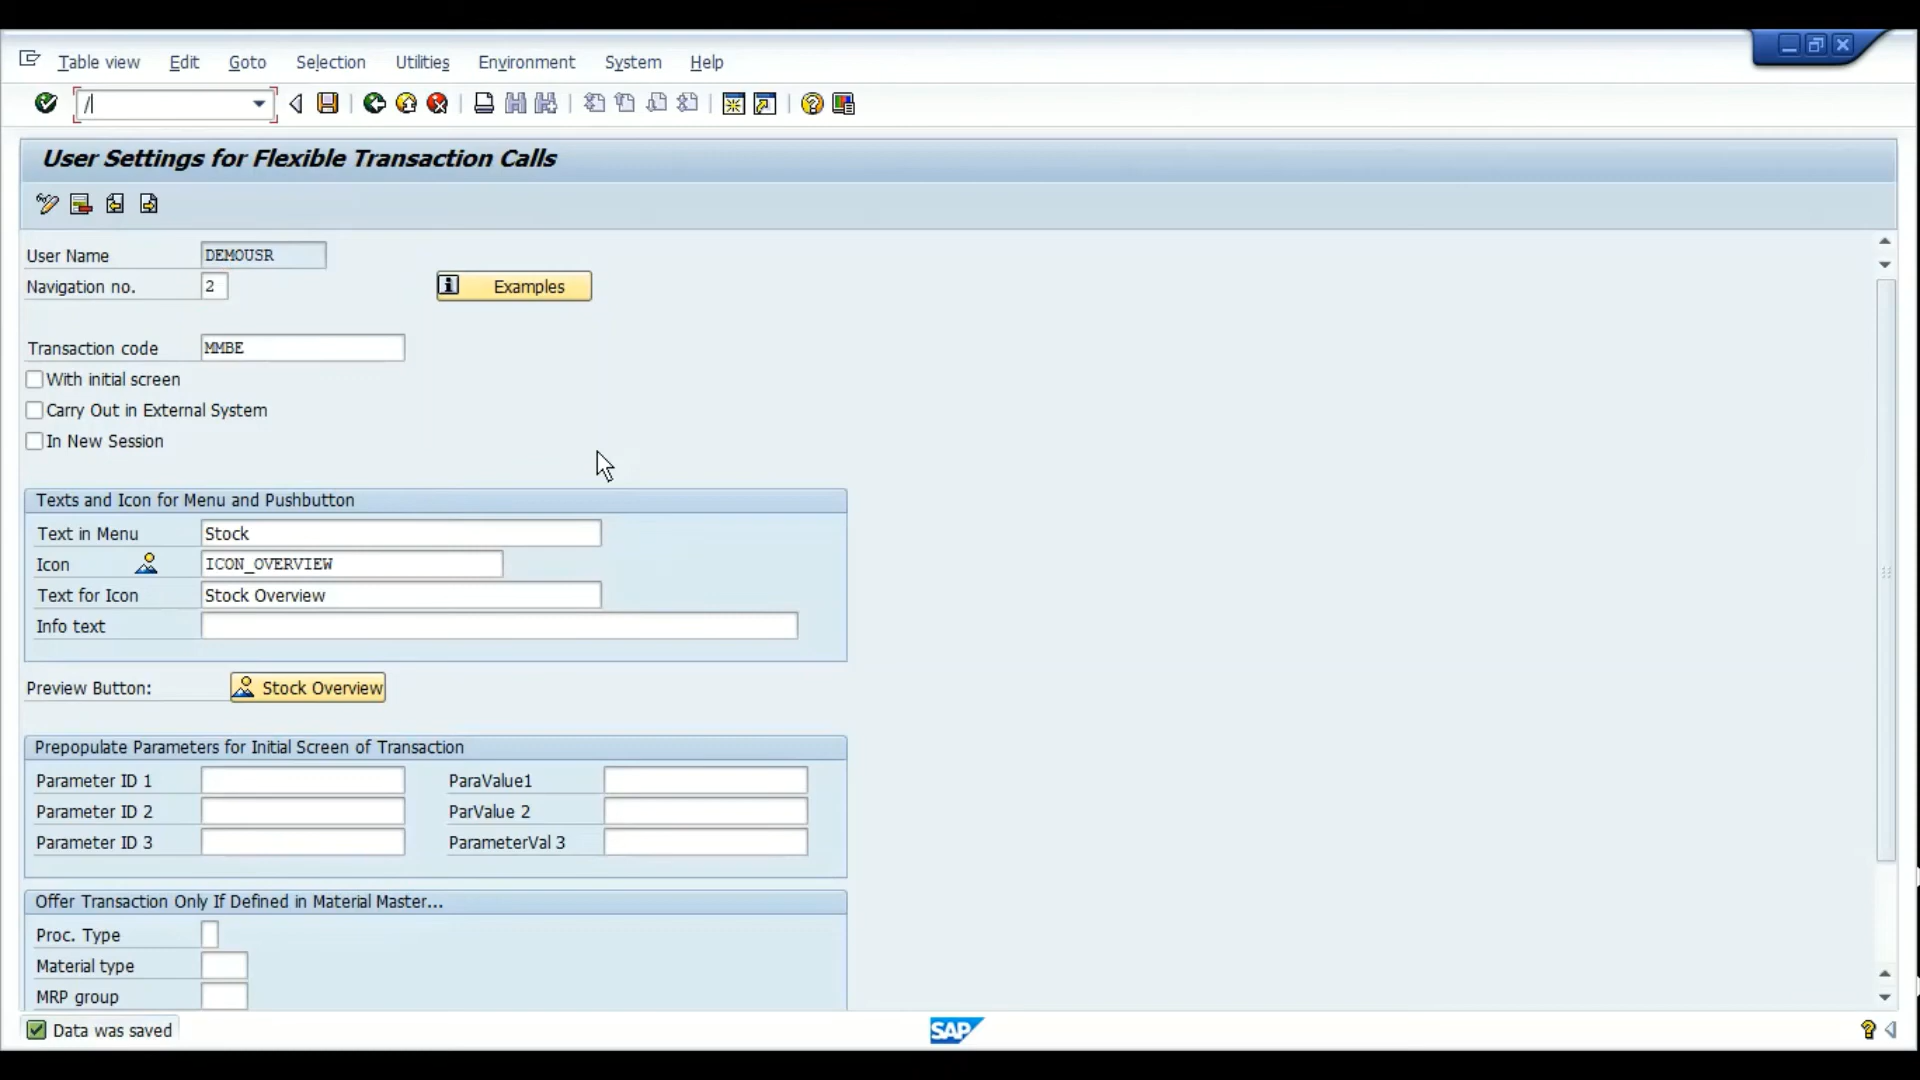 Table view Edit Goto Selection Utilities Environment System Help
/
User Settings for Flexible Transaction Calls
User Name DEMOUSR
Navigation no. 2 Examples
Transaction code MMBE
With initial screen
Carry Out in External System
In New Session
Texts and Icon for Menu and Pushbutton
Text in Menu Stock
Icon ICON_OVERVIEW
Text for Icon Stock Overview
Info text
Preview Button: Stock Overview
Prepopulate Parameters for Initial Screen of Transaction
Parameter ID 1 ParaValue1
Parameter ID 2 ParValue 2
Parameter ID 3 ParameterVal 3
Offer Transaction Only If Defined in Material Master...
Proc. Type
Material type
MRP group
Data was saved SAP